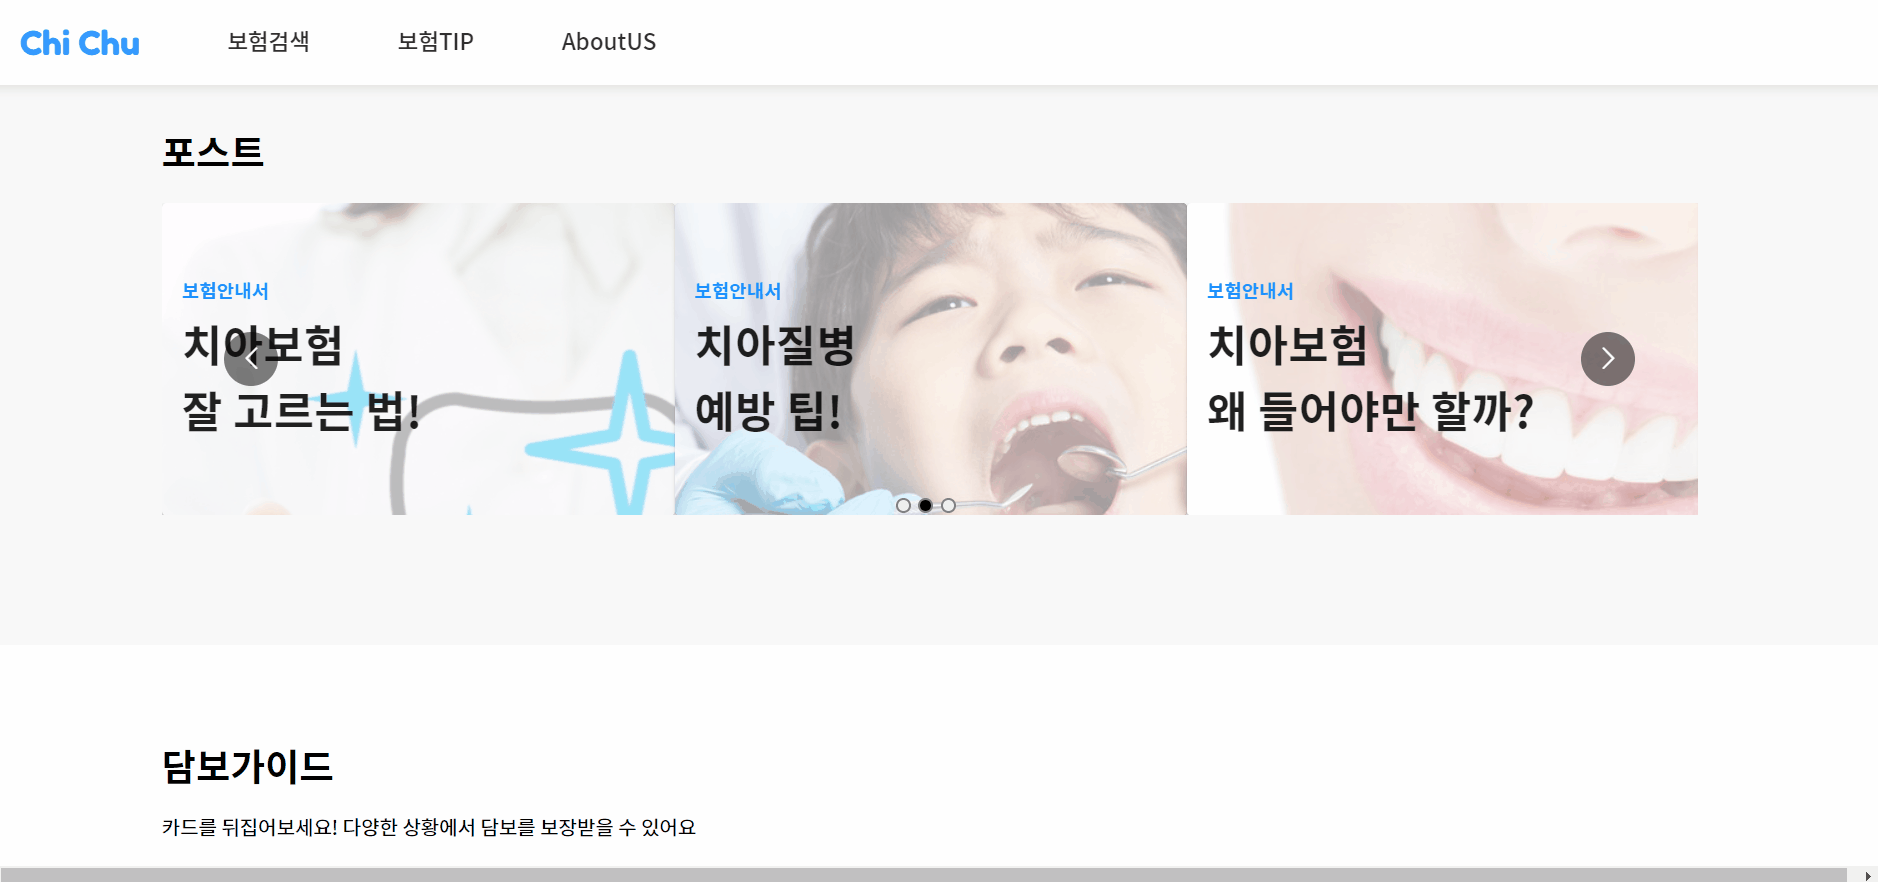 Chi Chu
보험검색
보험TIP
AboutUS
포스트
보험안내서
치아보험
잘 고르는 법!
보험안내서
치아질병
예방 팁!
보험안내서
치아보험
왜 들어야만 할까?
담보가이드
카드를 뒤집어보세요! 다양한 상황에서 담보를 보장받을 수 있어요